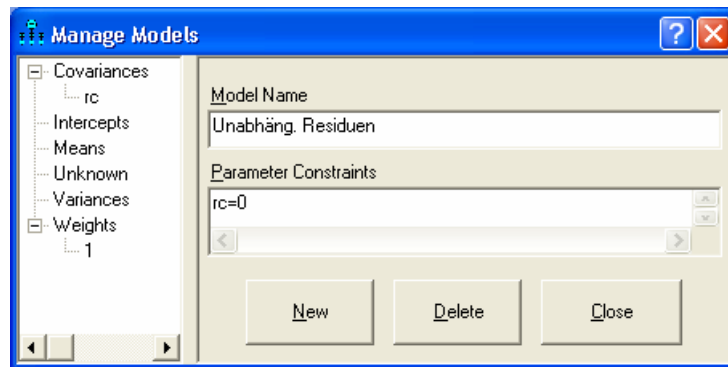 Manage Models
Covariances
rc
Intercepts
Means
Unknown
Variances
Weights
1
Model Name
Unabhäng. Residuen
Parameter Constraints
rc=0
New
Delete
Close